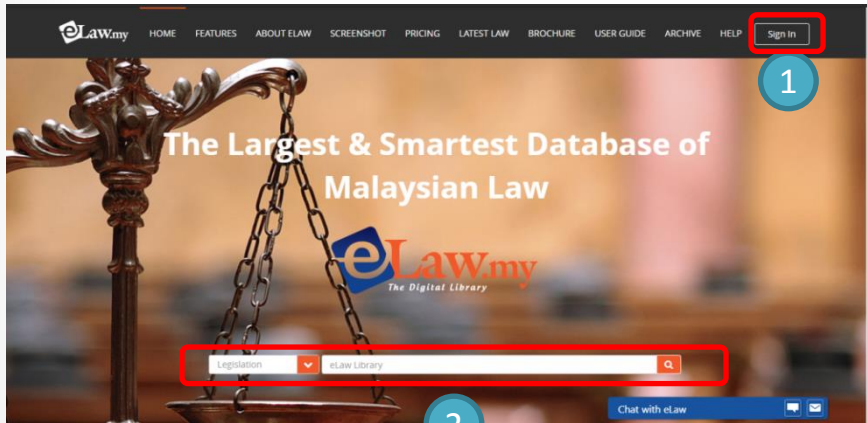 eLaw.my HOME FEATURES ABOUT ELAW SCREENSHOT PRICING LATEST LAW BROCHURE USER GUIDE ARCHIVE HELP Sign In
1
The Largest & Smartest Database of
Malaysian Law
eLaw.my
The Digital Library
Legislation eLaw Library
2
Chat with eLaw